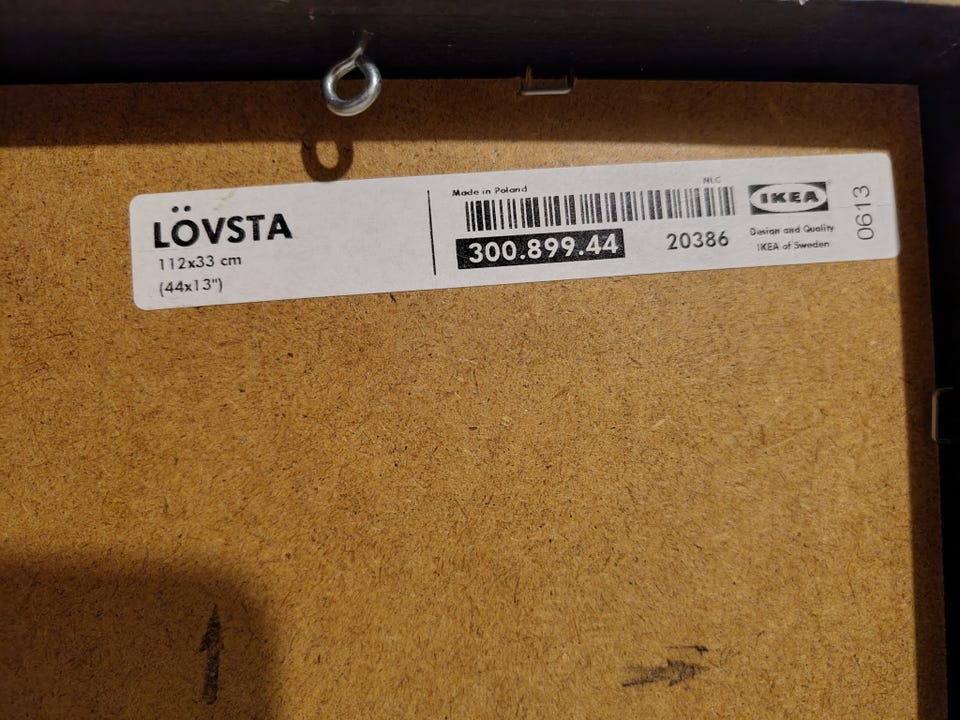 LÖVSTA
112x33 cm
(44x13")
Made in Poland
NLC
300.899.44
20386
IKEA
Design and Quality
IKEA of Sweden
0613